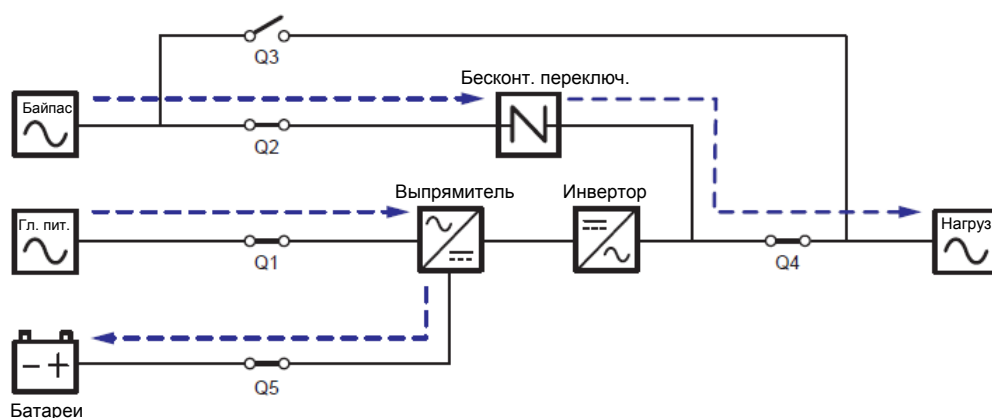 Q3
Бесконт. переключ.
Байпас
Q2
Выпрямитель
Инвертор
Гл. пит.
Нагруз
Q1
Q4
Q5
Батареи